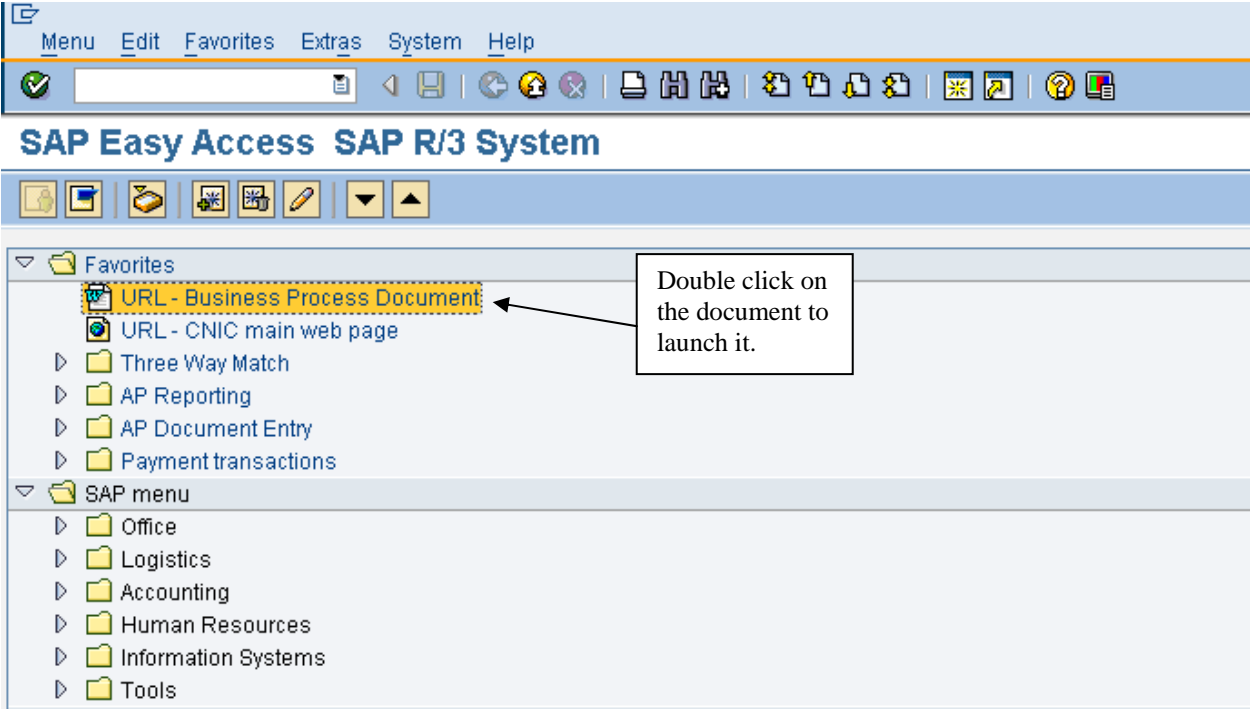 Menu Edit Favorites Extras System Help
SAP Easy Access SAP R/3 System
Favorites
URL - Business Process Document
URL - CNIC main web page
Three Way Match
AP Reporting
AP Document Entry
Payment transactions
SAP menu
Office
Logistics
Accounting
Human Resources
Information Systems
Tools
Double click on
the document to
launch it.